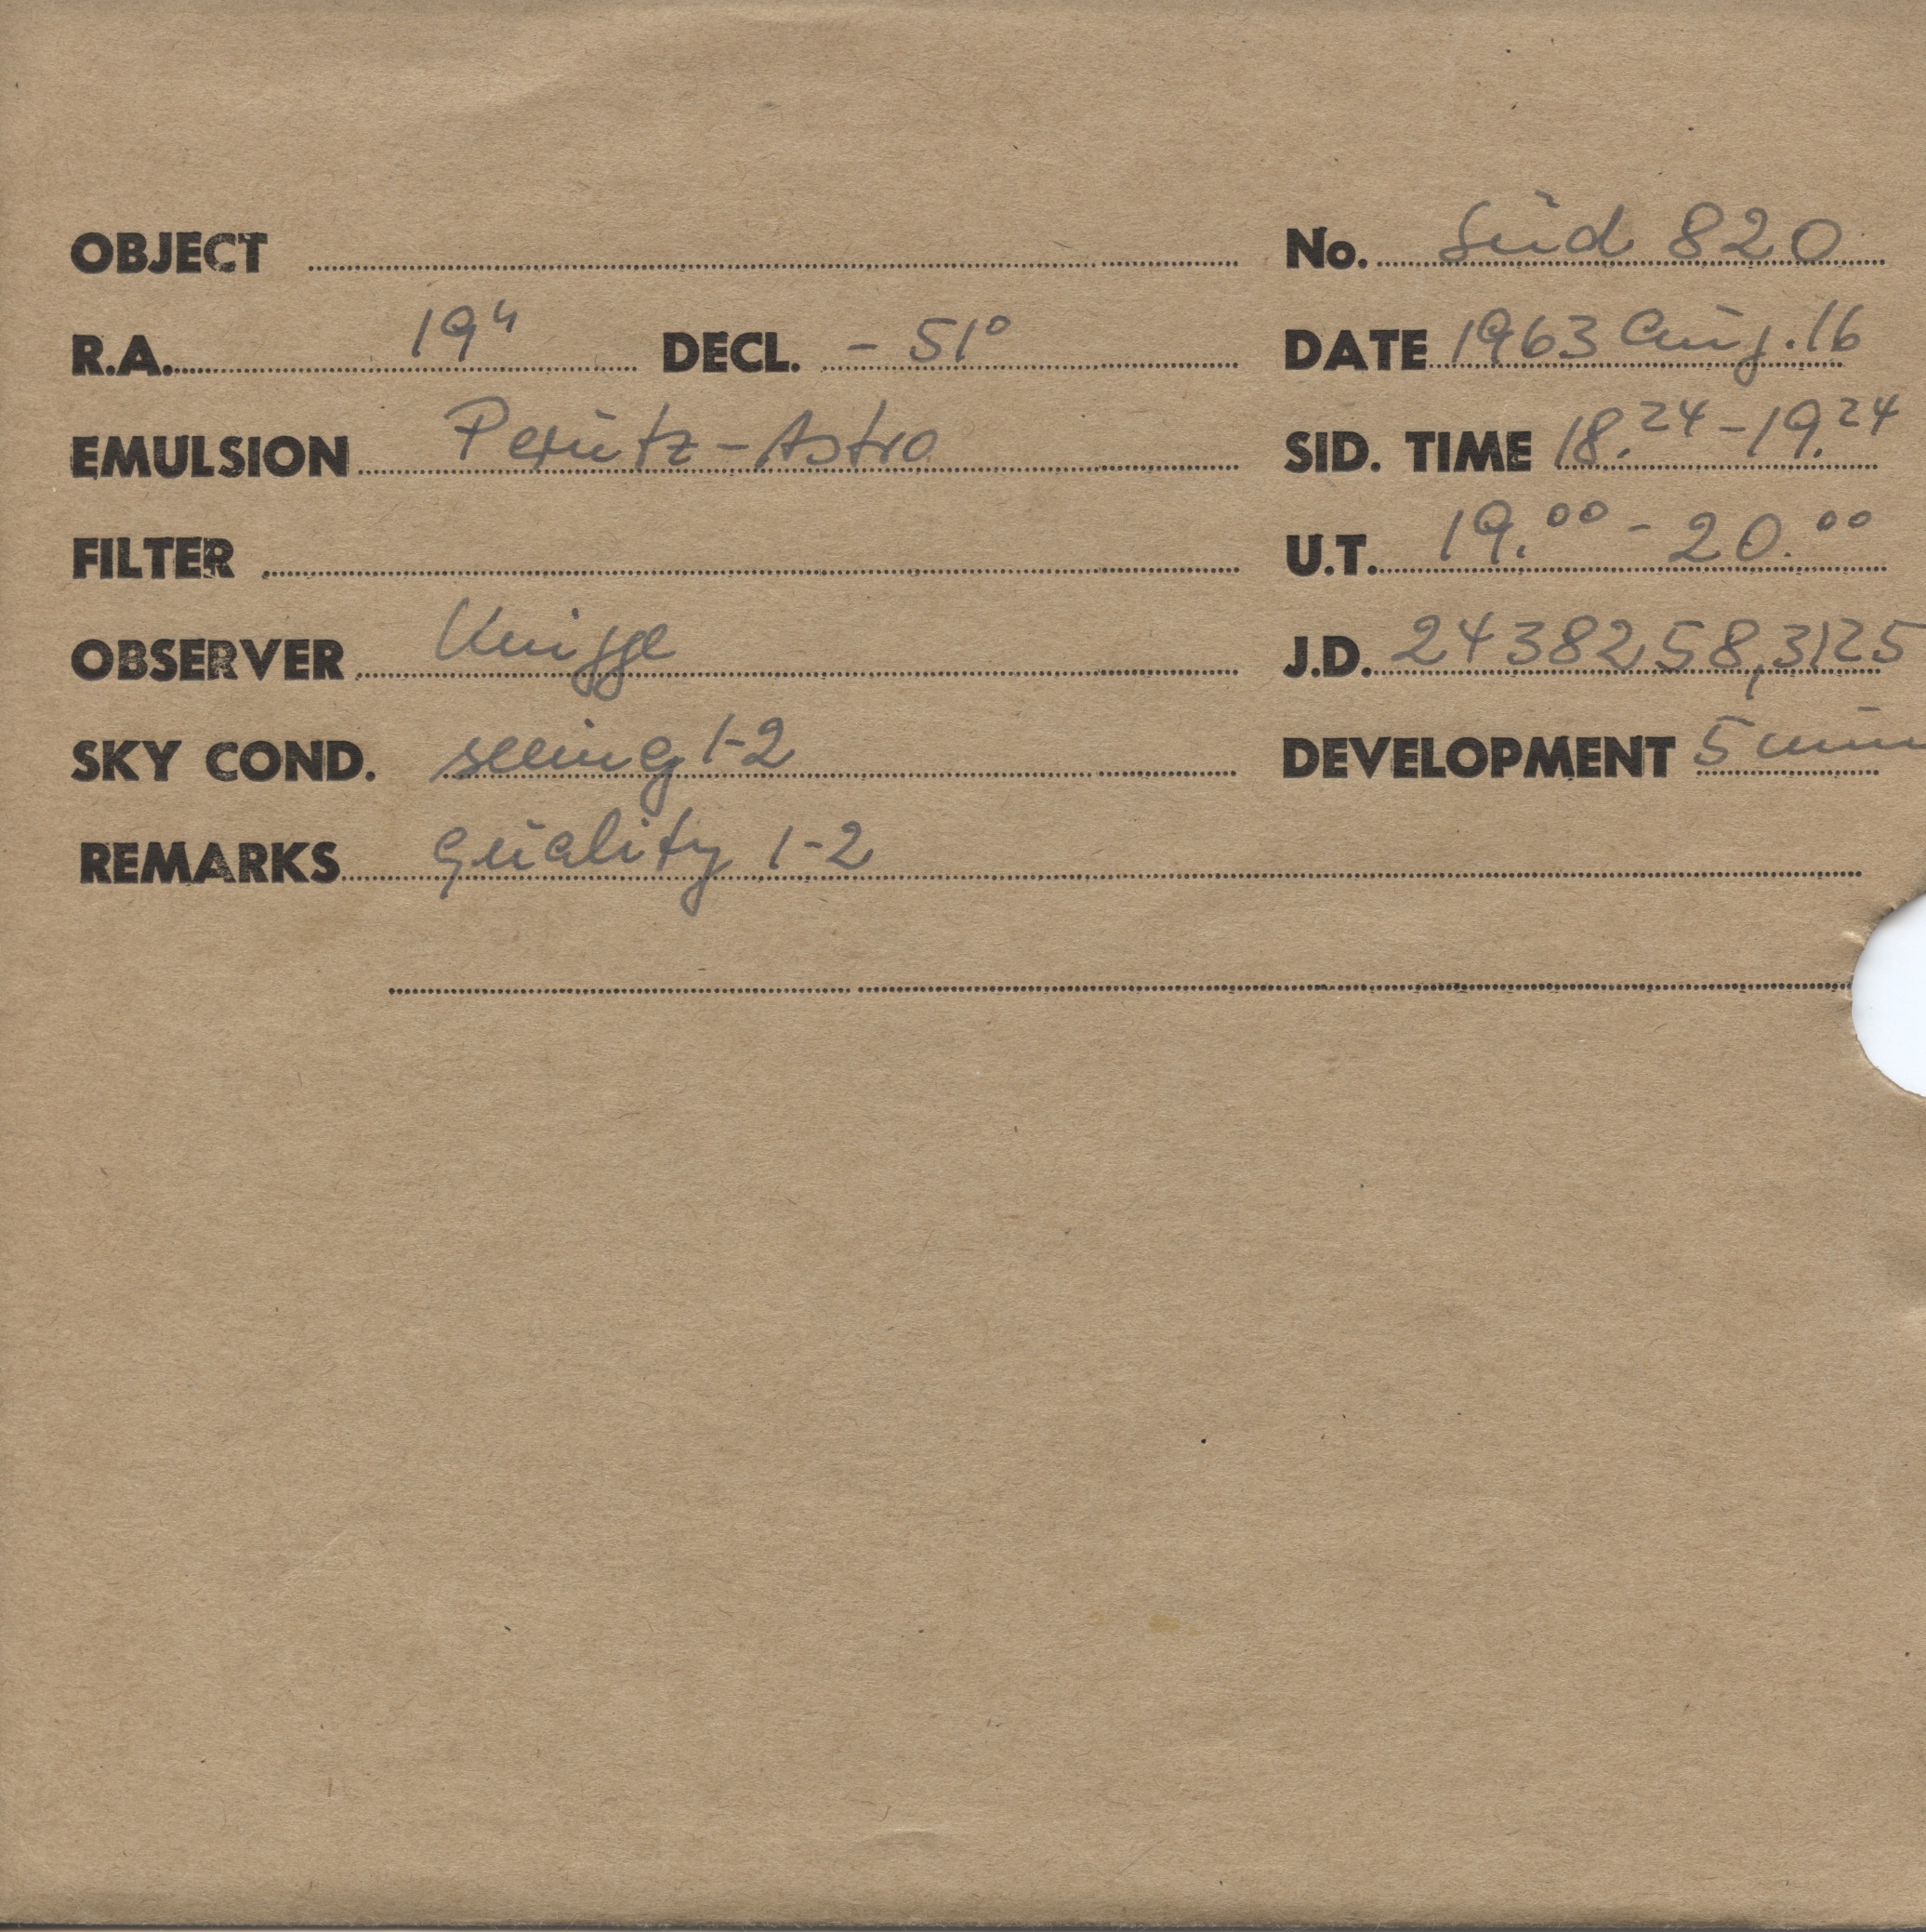 OBJECT No. Süd 820
R.A. 19h DECL. - 51° DATE 1963 Aug. 16
EMULSION Perutz-Astro SID. TIME 18.24-19.24
FILTER U.T. 19.00 - 20.00
OBSERVER Knigge J.D. 2438258,3125
SKY COND. seeing 1-2 DEVELOPMENT 5 min
REMARKS quality 1-2